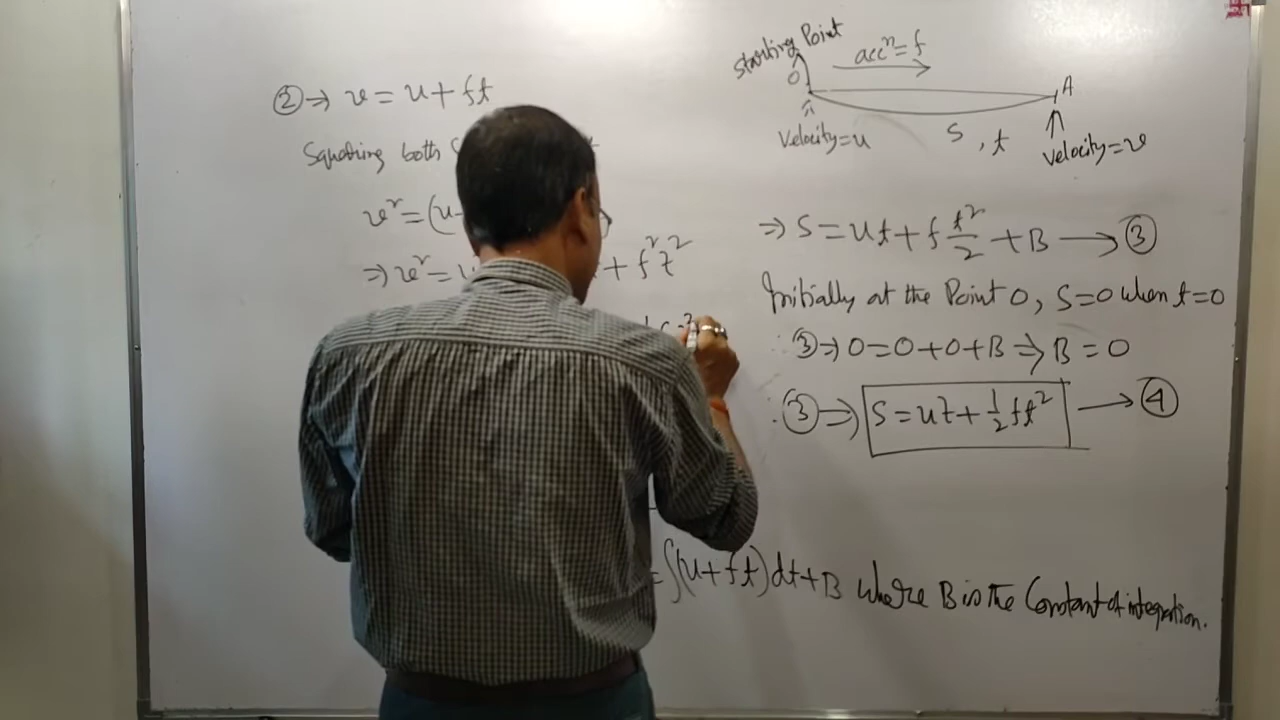 ② ⇒ v = u + ft
Squaring both
v² = (u
⇒ v² = + f²t²
Starting Point
O
accⁿ = f
A
Velocity = u
S, t
Velocity = v
⇒ S = ut + f t²/2 + B → ③
Initially at the Point O, S=0 when t=0
③ ⇒ 0 = 0 + 0 + B ⇒ B = 0
∴ ③ ⇒ S = ut + 1/2 ft² → ④
= ∫(u + ft)dt + B where B is the Constant of integration.